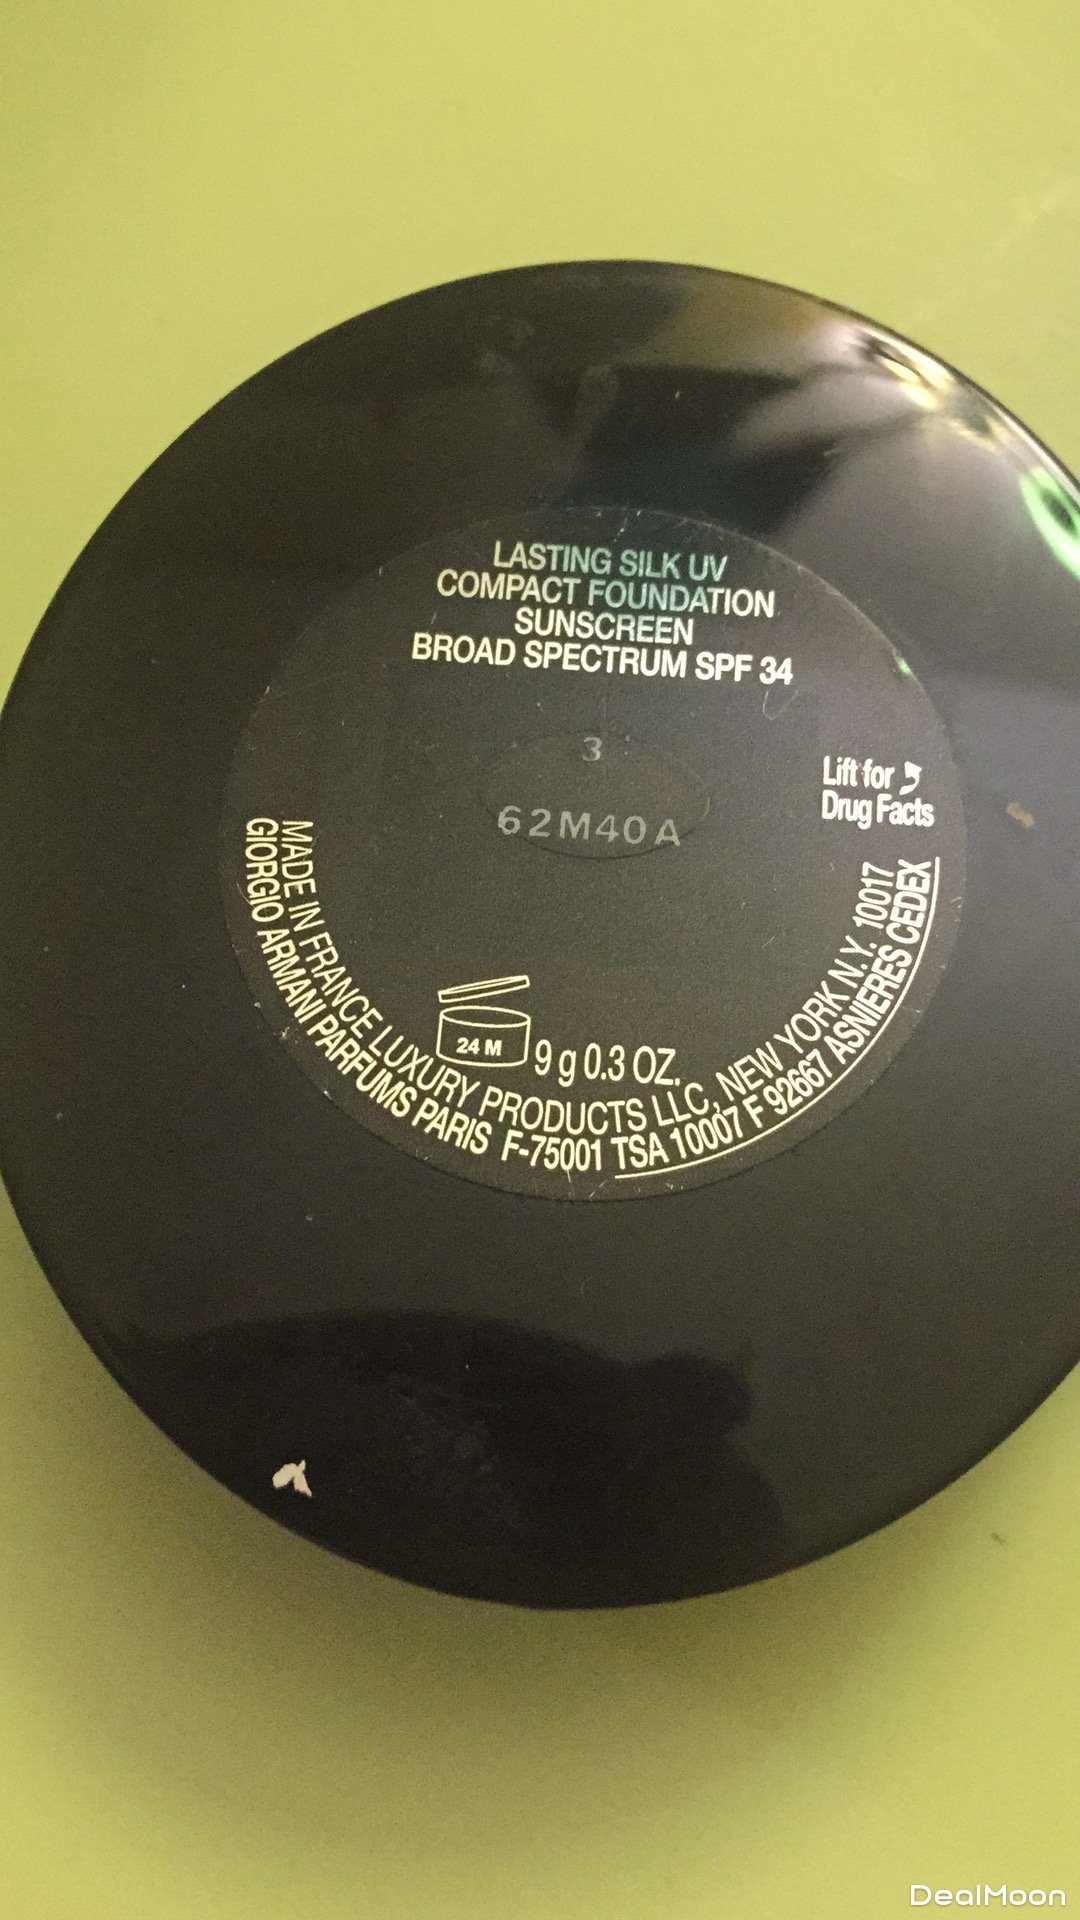 LASTING SILK UV
COMPACT FOUNDATION
SUNSCREEN
BROAD SPECTRUM SPF 34
3
62M40A
Lift for
Drug Facts
24 M
9 g 0.3 OZ.
MADE IN FRANCE LUXURY PRODUCTS LLC, NEW YORK N.Y. 10017
GIORGIO ARMANI PARFUMS PARIS F-75001 TSA 10007 F 92667 ASNIERES CEDEX
DealMoon